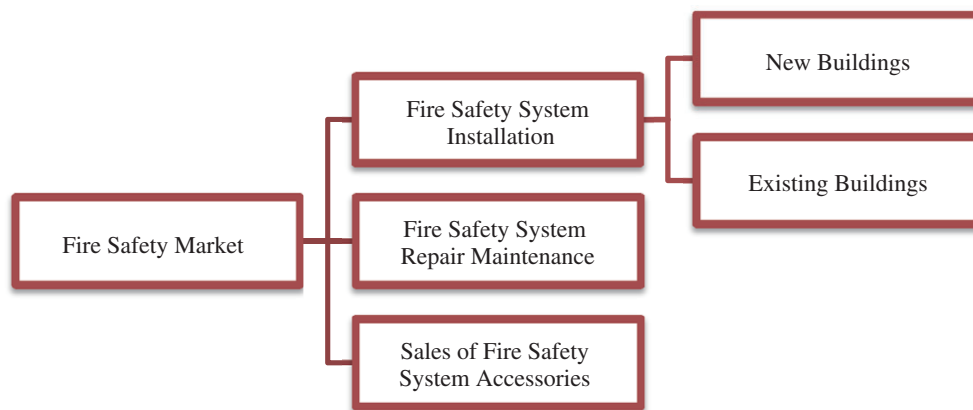 Fire Safety Market
Fire Safety System
Installation
New Buildings
Existing Buildings
Fire Safety System
Repair Maintenance
Sales of Fire Safety
System Accessories